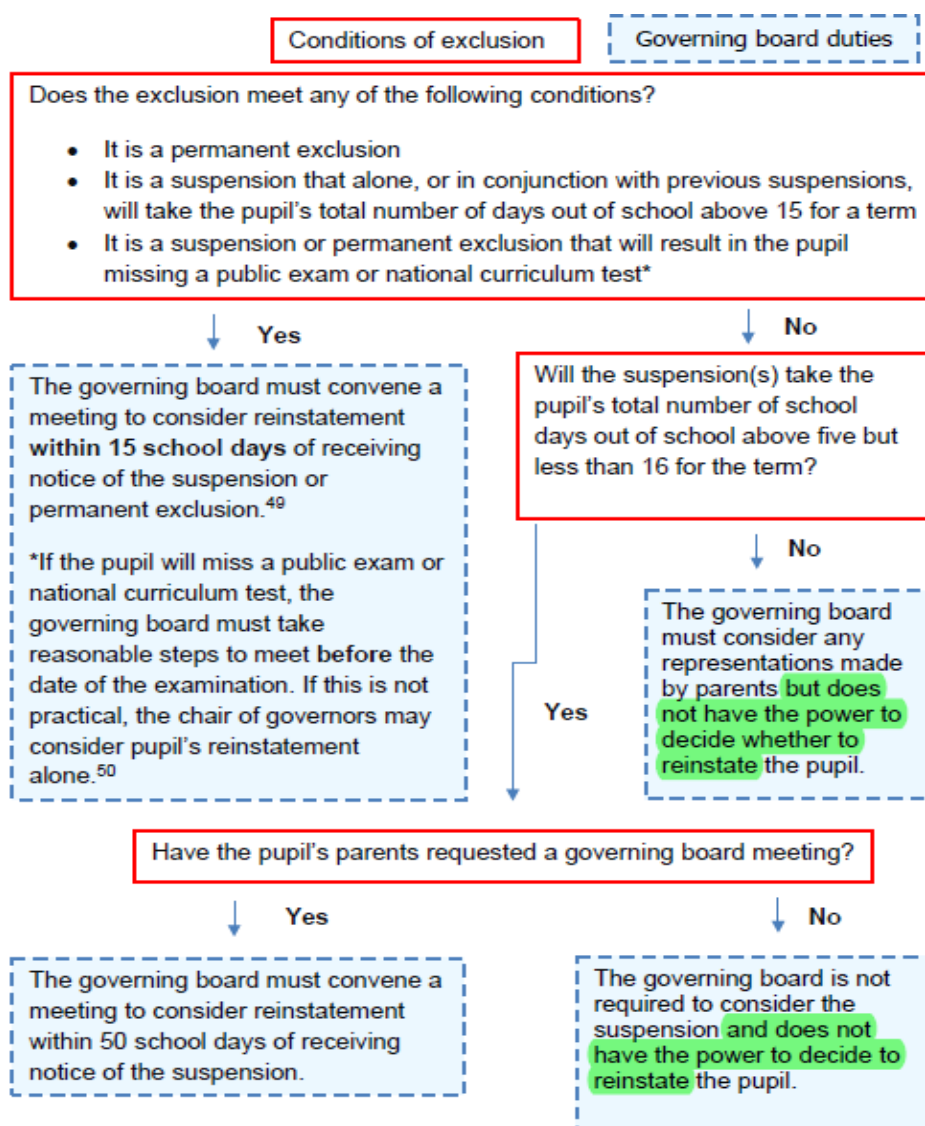 Conditions of exclusion
Governing board duties
Does the exclusion meet any of the following conditions?
• It is a permanent exclusion
• It is a suspension that alone, or in conjunction with previous suspensions,
will take the pupil's total number of days out of school above 15 for a term
• It is a suspension or permanent exclusion that will result in the pupil
missing a public exam or national curriculum test*
Yes
No
The governing board must convene a
meeting to consider reinstatement
within 15 school days of receiving
notice of the suspension or
permanent exclusion.49
*If the pupil will miss a public exam or
national curriculum test, the
governing board must take
reasonable steps to meet before the
date of the examination. If this is not
practical, the chair of governors may
consider pupil's reinstatement
alone.50
Will the suspension(s) take the
pupil's total number of school
days out of school above five but
less than 16 for the term?
No
The governing board
must consider any
representations made
by parents but does
not have the power to
decide whether to
reinstate the pupil.
Yes
Have the pupil's parents requested a governing board meeting?
Yes
No
The governing board must convene a
meeting to consider reinstatement
within 50 school days of receiving
notice of the suspension.
The governing board is not
required to consider the
suspension and does not
have the power to decide to
reinstate the pupil.